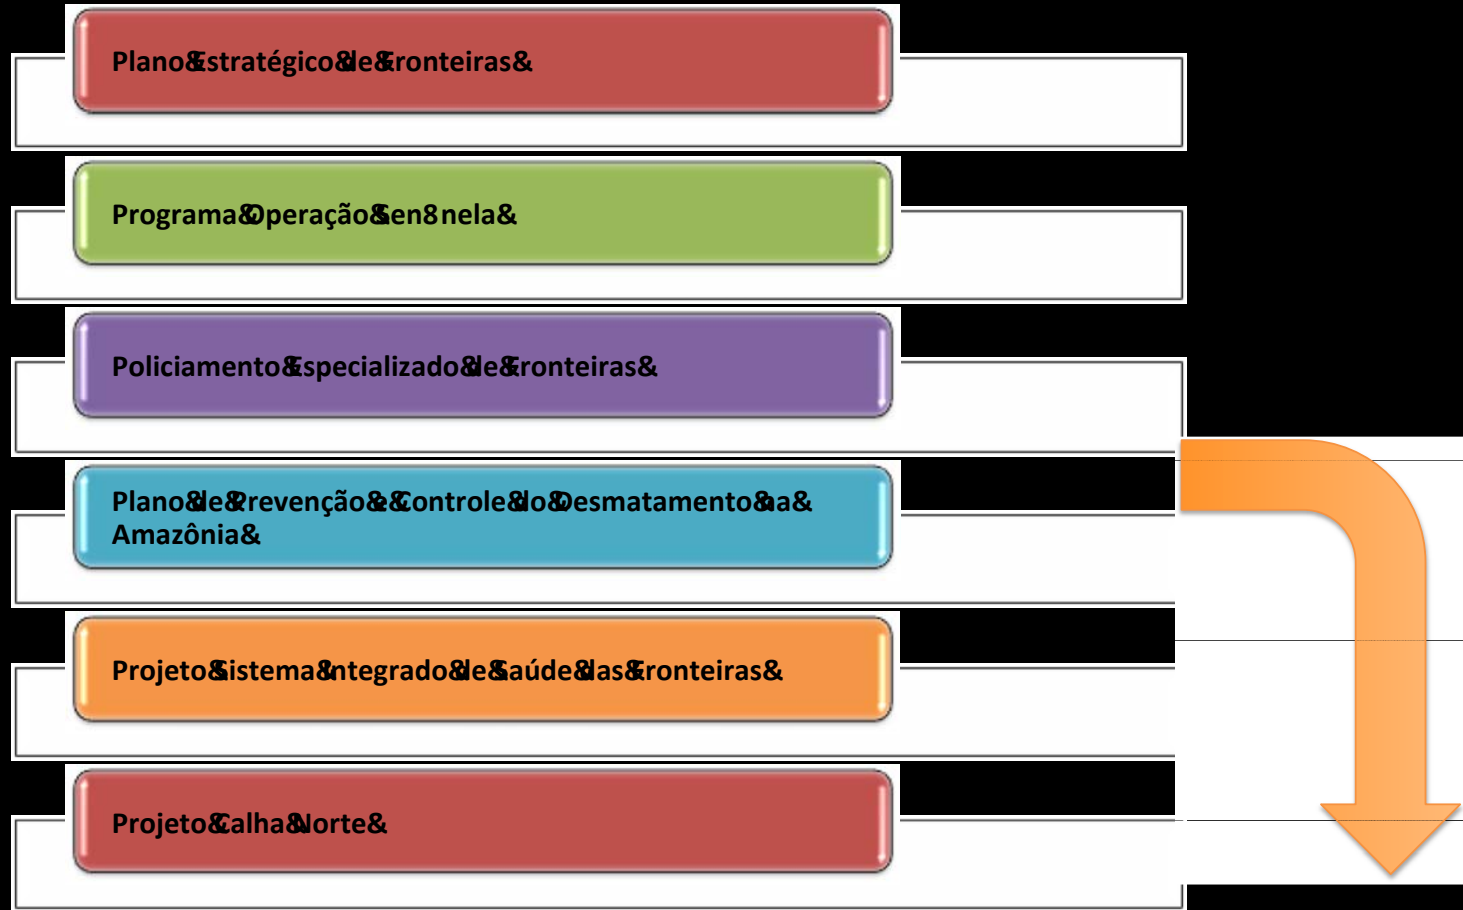 Plano&Estratégico&de&Fronteiras&
Programa&Operação&Sen8nela&
Policiamento&Especializado&de&Fronteiras&
Plano&de&Prevenção&e&Controle&do&Desmatamento&na&
Amazônia&
Projeto&Sistema&Integrado&de&Saúde&das&Fronteiras&
Projeto&Calha&Norte&